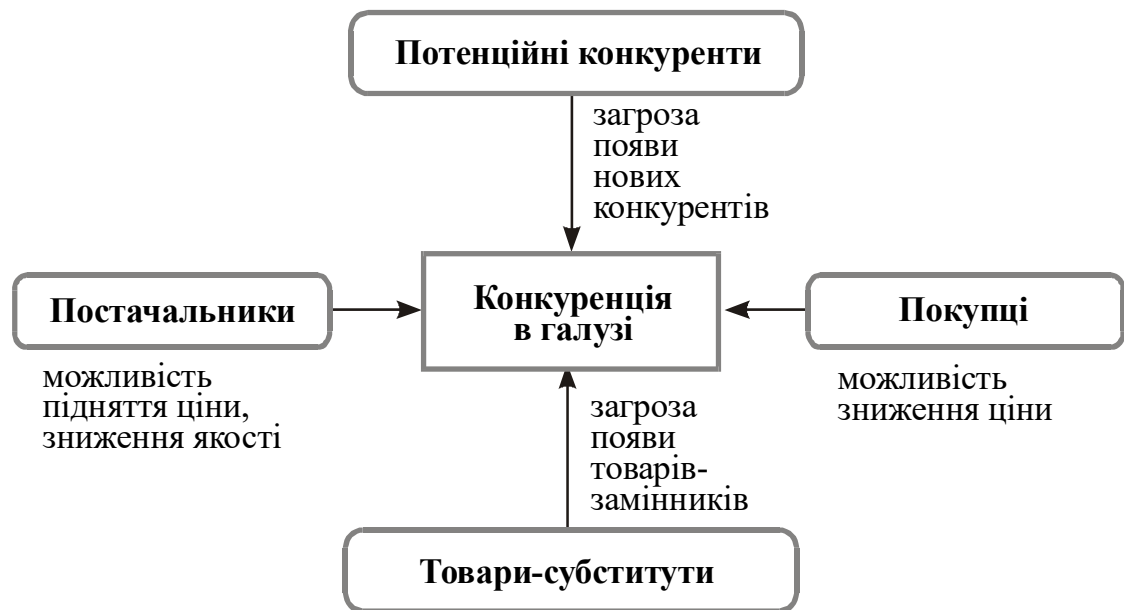 Потенційні конкуренти
загроза
появи
нових
конкурентів
Постачальники
можливість
підняття ціни,
зниження якості
Конкуренція
в галузі
Покупці
можливість
зниження ціни
загроза
появи
товарів-
замінників
Товари-субститути